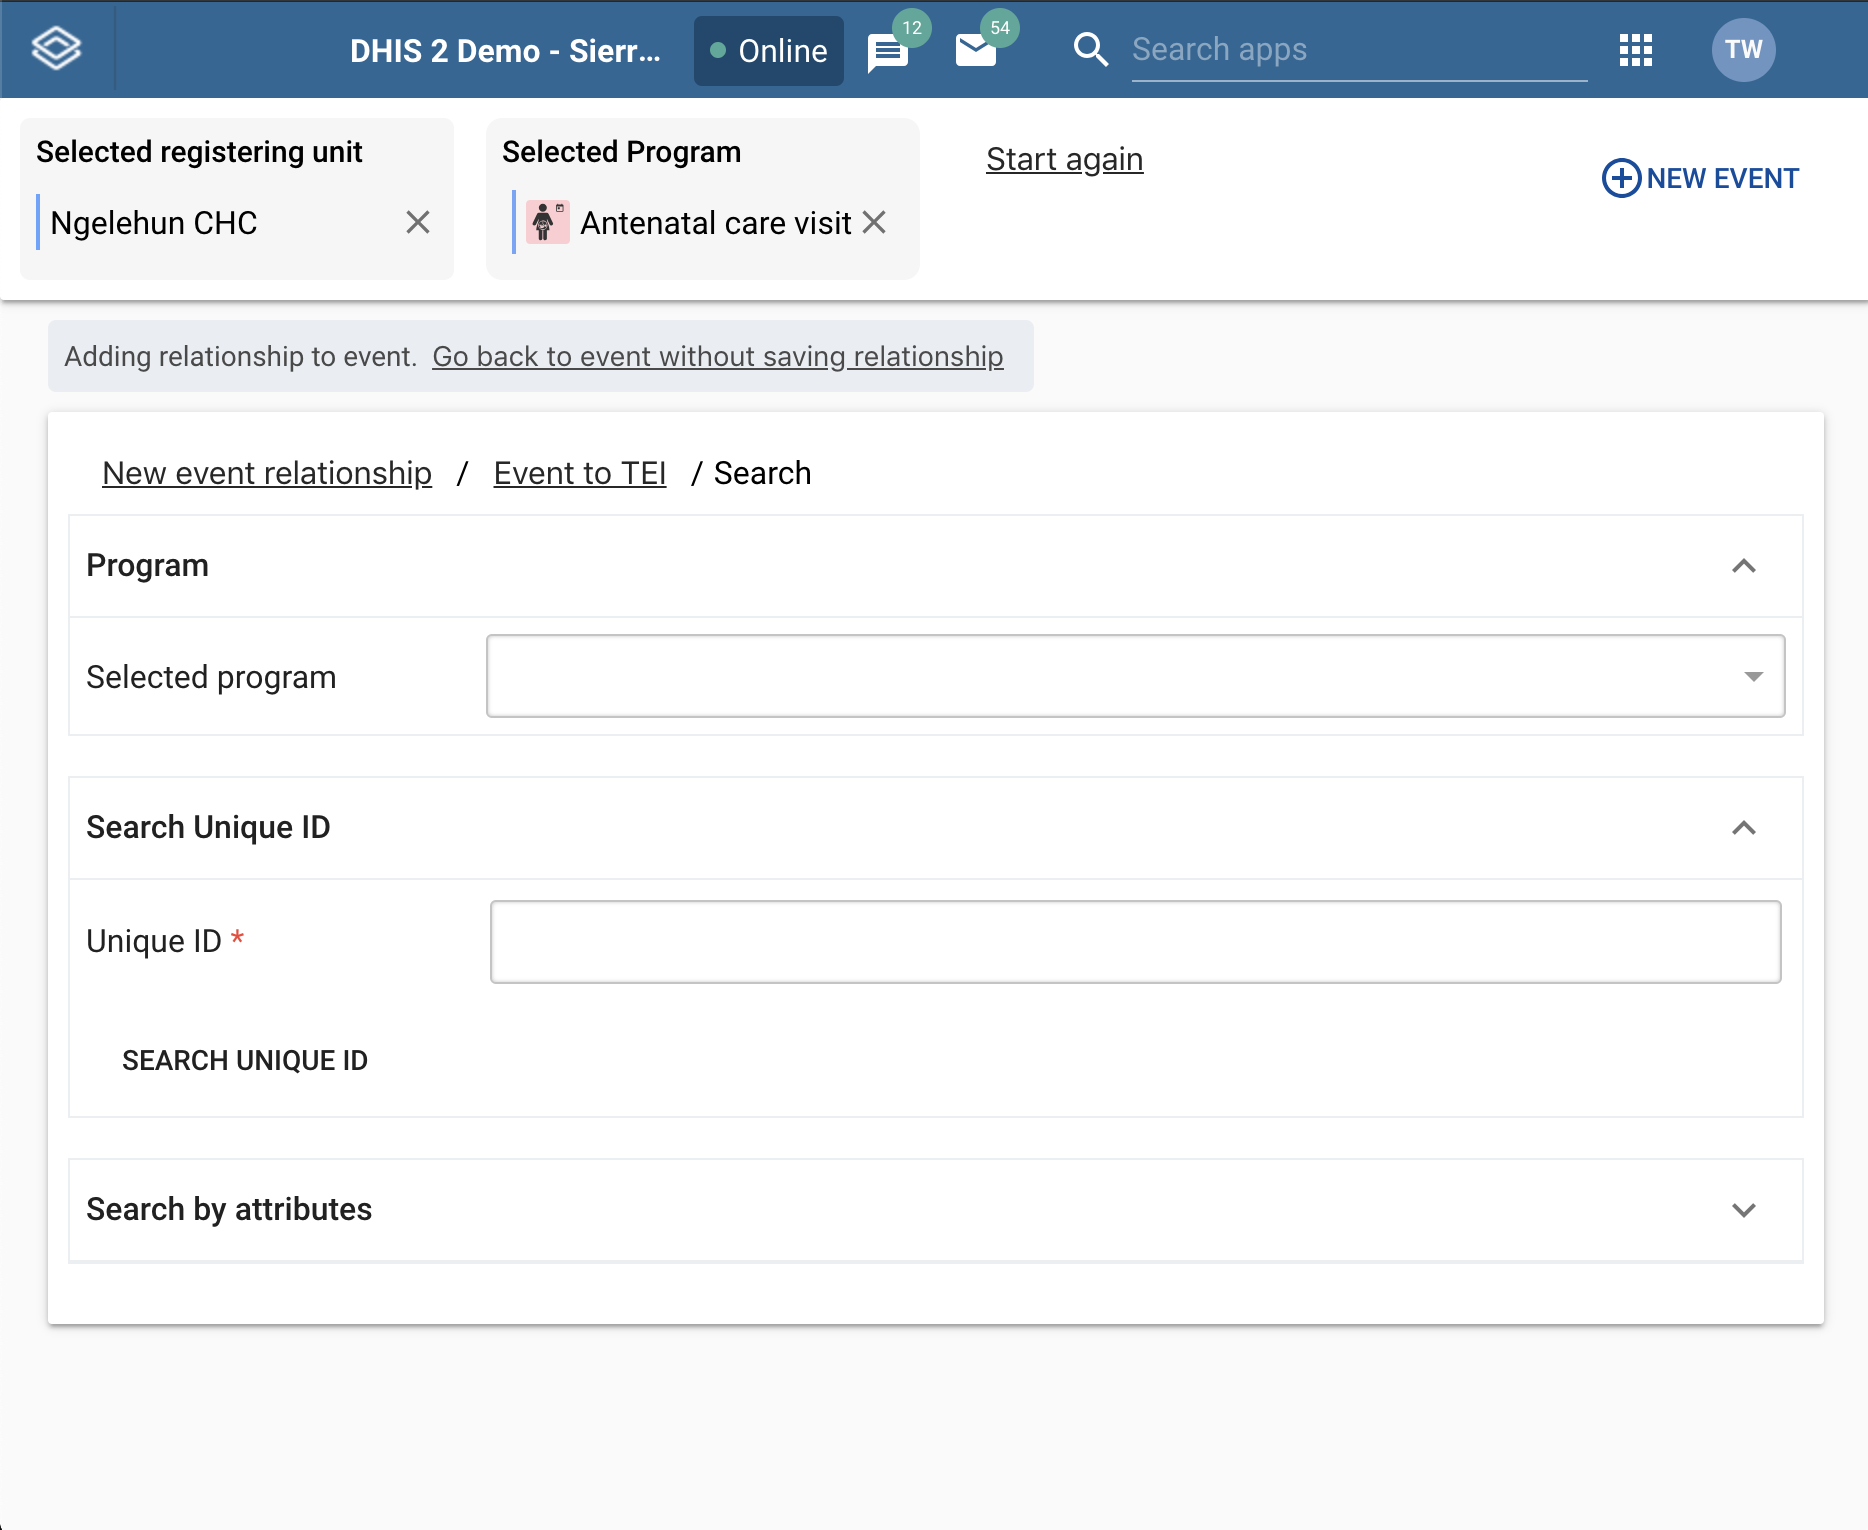 DHIS 2 Demo - Sierr...
Online
12
54
Search apps
TW
Selected registering unit
Ngelehun CHC
Selected Program
Antenatal care visit
Start again
NEW EVENT
Adding relationship to event. Go back to event without saving relationship
New event relationship / Event to TEI / Search
Program
Selected program
Search Unique ID
Unique ID *
SEARCH UNIQUE ID
Search by attributes